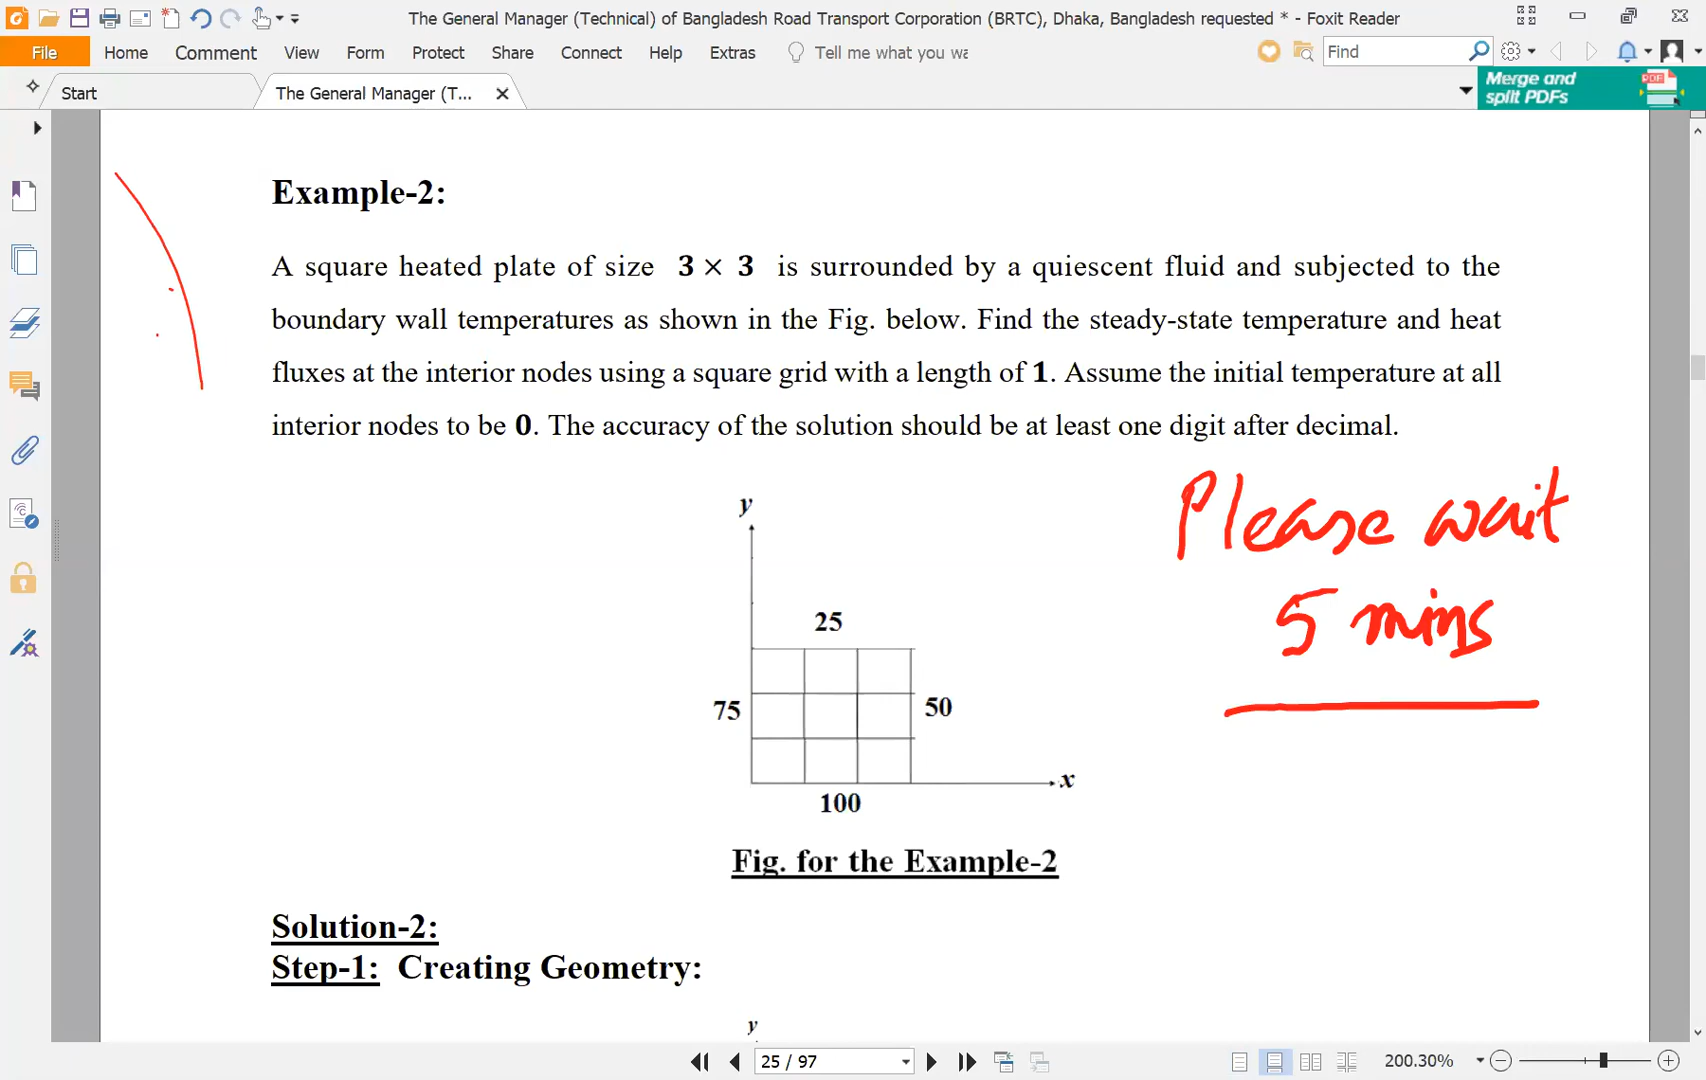 The General Manager (Technical) of Bangladesh Road Transport Corporation (BRTC), Dhaka, Bangladesh requested * - Foxit Reader
File Home Comment View Form Protect Share Connect Help Extras Tell me what you wa Find
Start The General Manager (T... Merge and split PDFs PDF
Example-2:
A square heated plate of size 3 × 3 is surrounded by a quiescent fluid and subjected to the
boundary wall temperatures as shown in the Fig. below. Find the steady-state temperature and heat
fluxes at the interior nodes using a square grid with a length of 1. Assume the initial temperature at all
interior nodes to be 0. The accuracy of the solution should be at least one digit after decimal.
Please wait
5 mins
y
25
75
50
x
100
Fig. for the Example-2
Solution-2:
Step-1: Creating Geometry:
y
25 / 97 200.30%